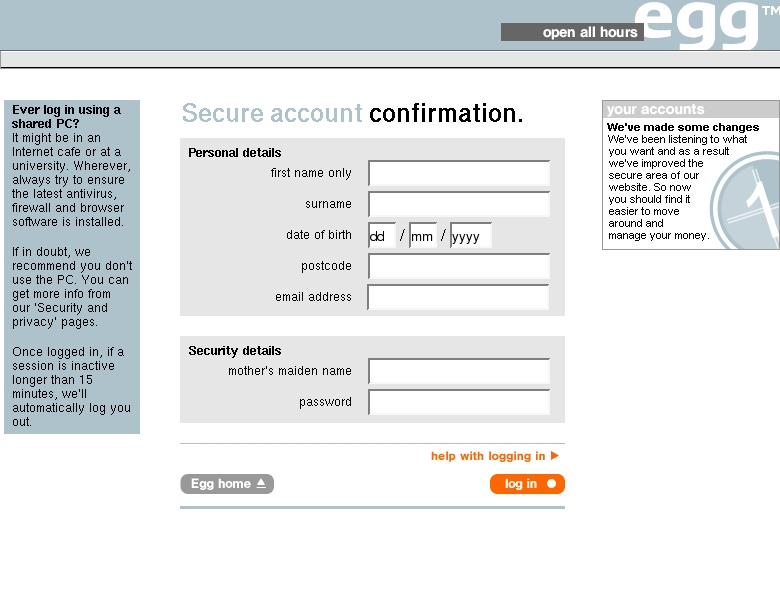 open all hours
egg™
Ever log in using a
shared PC?
It might be in an
Internet cafe or at a
university. Wherever,
always try to ensure
the latest antivirus,
firewall and browser
software is installed.
If in doubt, we
recommend you don't
use the PC. You can
get more info from
our 'Security and
privacy' pages.
Once logged in, if a
session is inactive
longer than 15
minutes, we'll
automatically log you
out.
Secure account confirmation.
Personal details
first name only
surname
date of birth dd / mm / yyyy
postcode
email address
Security details
mother's maiden name
password
help with logging in
Egg home
log in
your accounts
We've made some changes
We've been listening to what
you want and as a result
we've improved the
secure area of our
website. So now
you should find it
easier to move
around and
manage your money.